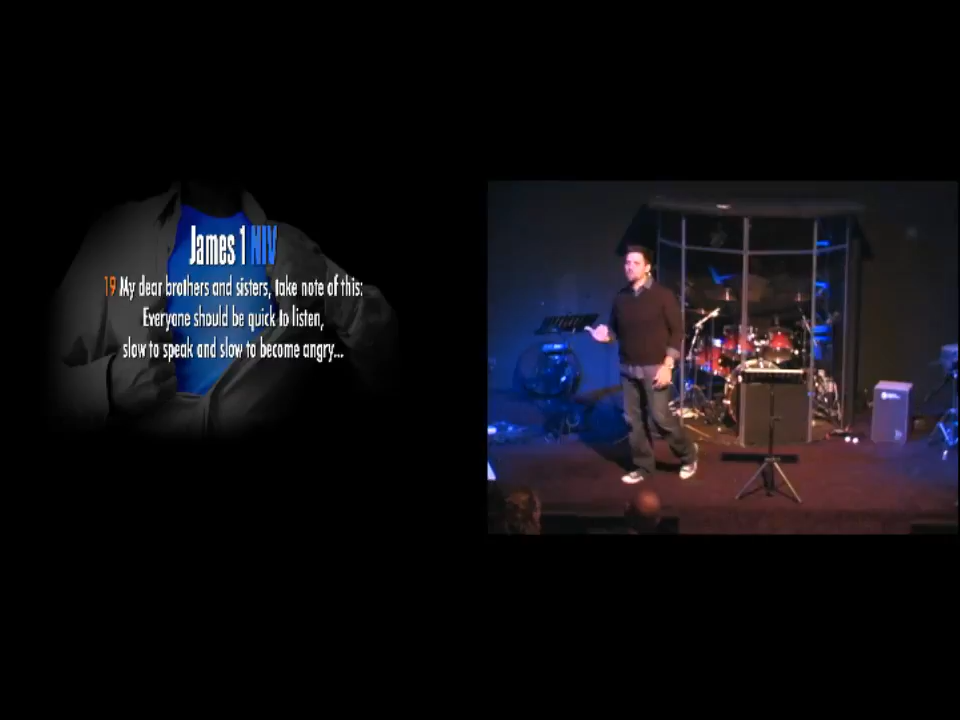 James 1 NIV
19 My dear brothers and sisters, take note of this:
Everyone should be quick to listen,
slow to speak and slow to become angry...